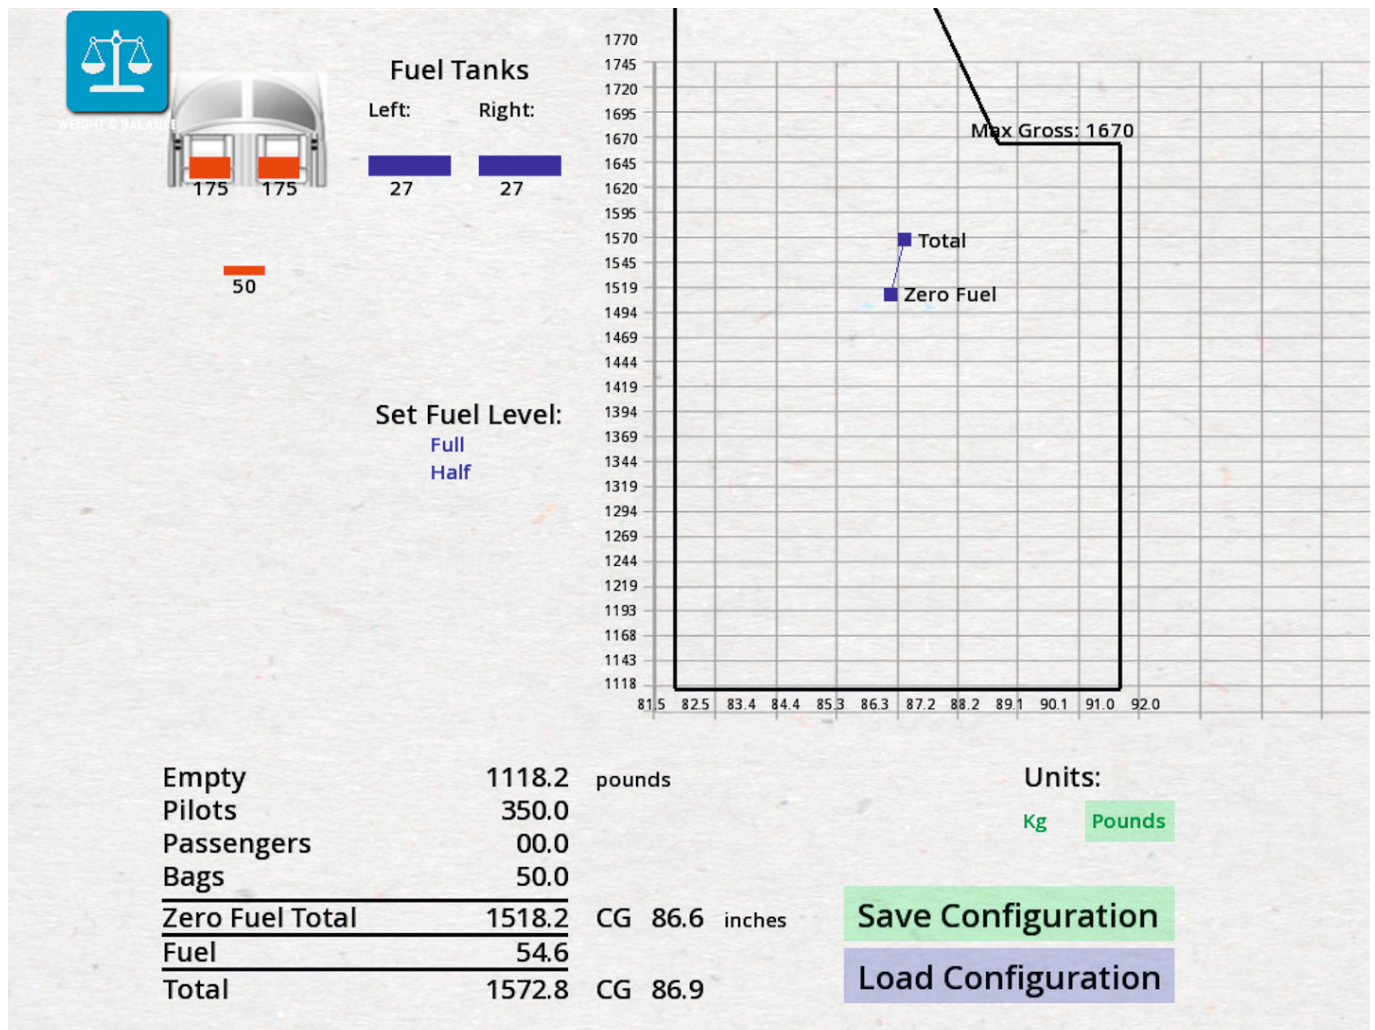 WEIGHT & BALANCE
Fuel Tanks
Left: Right:
175 175 27 27
50
Set Fuel Level:
Full
Half
1770
1745
1720
1695
1670
1645
1620
1595
1570
1545
1519
1494
1469
1444
1419
1394
1369
1344
1319
1294
1269
1244
1219
1193
1168
1143
1118
Max Gross: 1670
Total
Zero Fuel
81.5 82.5 83.4 84.4 85.3 86.3 87.2 88.2 89.1 90.1 91.0 92.0
Empty 1118.2 pounds
Pilots 350.0
Passengers 00.0
Bags 50.0
Zero Fuel Total 1518.2 CG 86.6 inches
Fuel 54.6
Total 1572.8 CG 86.9
Units:
Kg Pounds
Save Configuration
Load Configuration